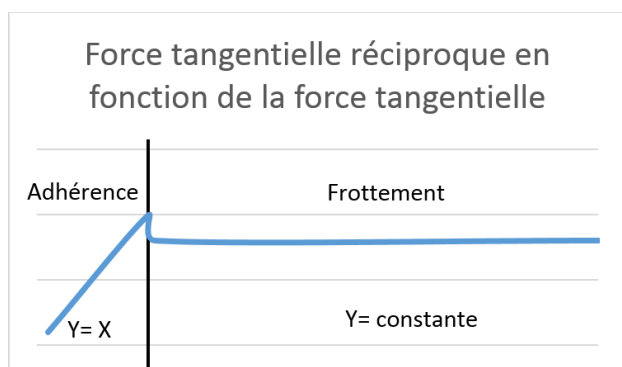 Force tangentielle réciproque en
fonction de la force tangentielle
Adhérence
Frottement
Y= X
Y= constante